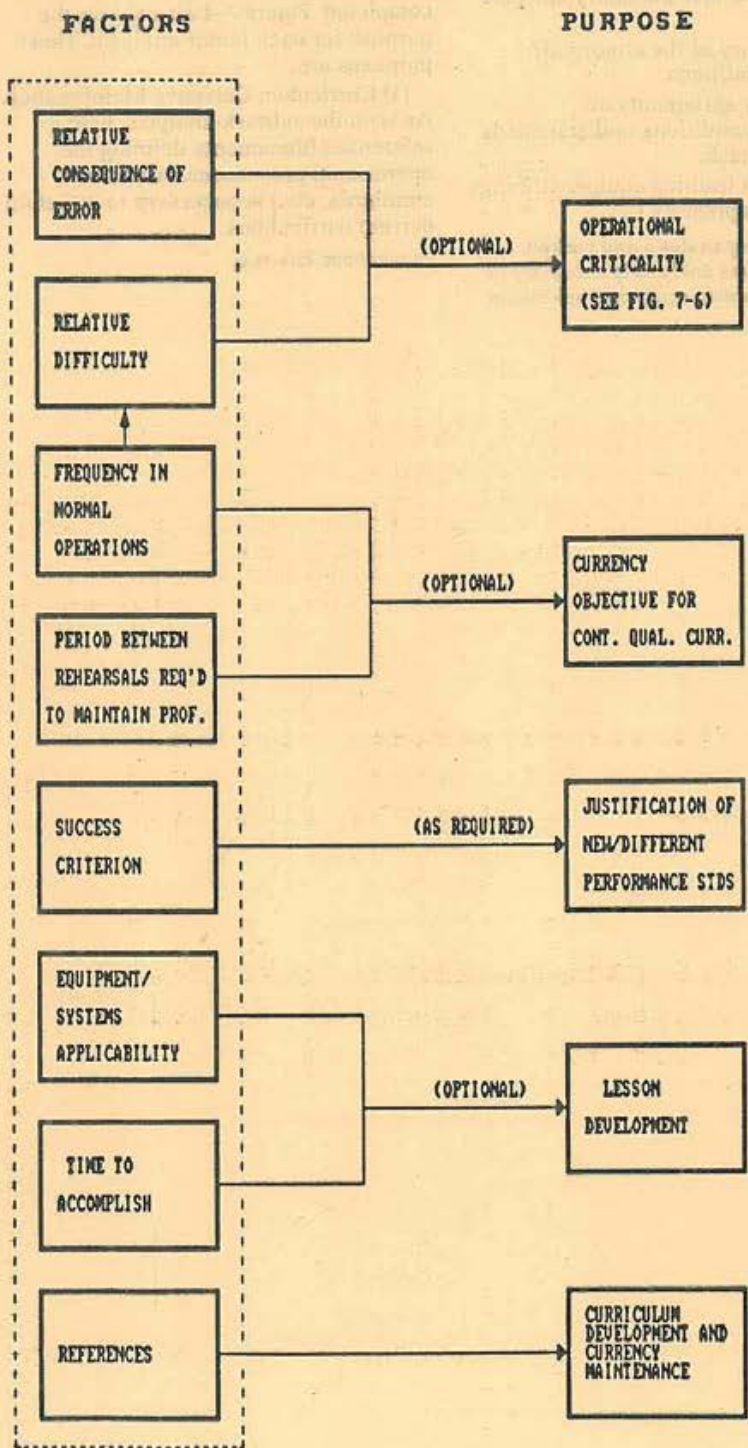 FACTORS
PURPOSE
RELATIVE
CONSEQUENCE OF
ERROR
(OPTIONAL)
OPERATIONAL
CRITICALITY
(SEE FIG. 7-6)
RELATIVE
DIFFICULTY
FREQUENCY IN
NORMAL
OPERATIONS
(OPTIONAL)
CURRENCY
OBJECTIVE FOR
CONT. QUAL. CURR.
PERIOD BETWEEN
REHEARSALS REQ'D
TO MAINTAIN PROF.
SUCCESS
CRITERION
(AS REQUIRED)
JUSTIFICATION OF
NEW/DIFFERENT
PERFORMANCE STDS
EQUIPMENT/
SYSTEMS
APPLICABILITY
(OPTIONAL)
LESSON
DEVELOPMENT
TIME TO
ACCOMPLISH
REFERENCES
CURRICULUM
DEVELOPMENT AND
CURRENCY
MAINTENANCE